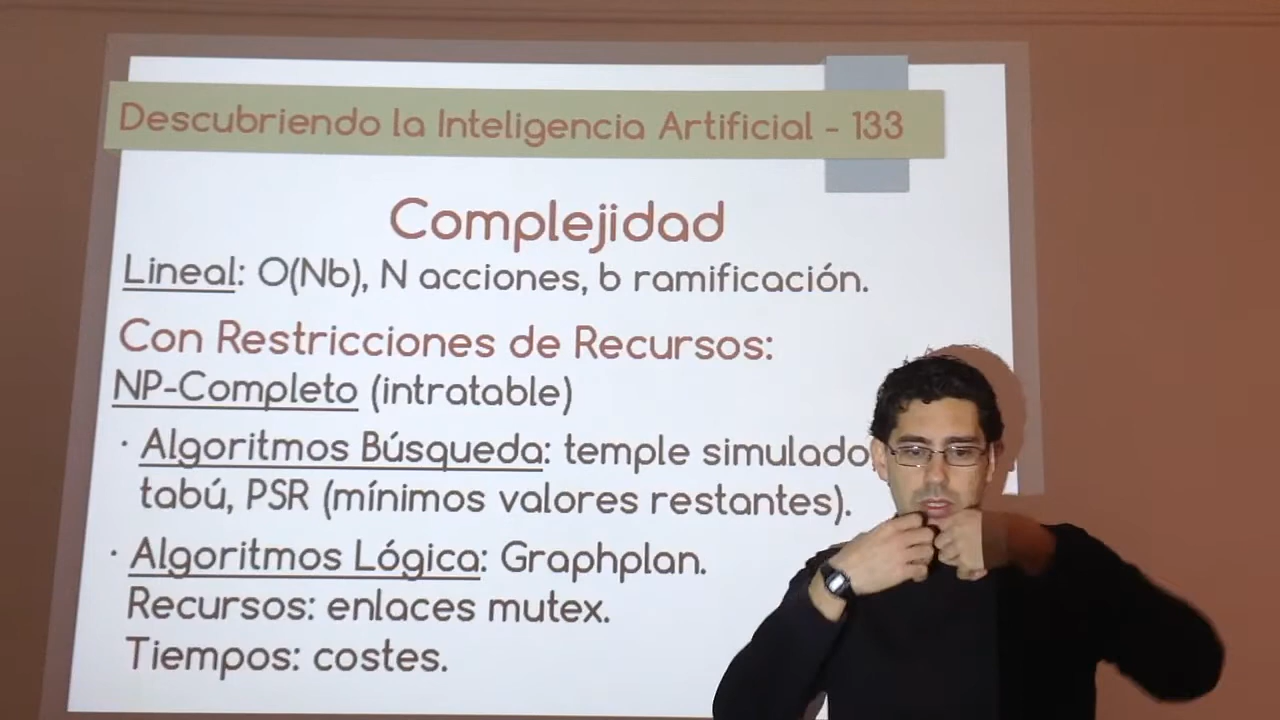 Descubriendo la Inteligencia Artificial - 133
Complejidad
Lineal: O(Nb), N acciones, b ramificación.
Con Restricciones de Recursos:
NP-Completo (intratable)
· Algoritmos Búsqueda: temple simulado,
tabú, PSR (mínimos valores restantes).
· Algoritmos Lógica: Graphplan.
Recursos: enlaces mutex.
Tiempos: costes.